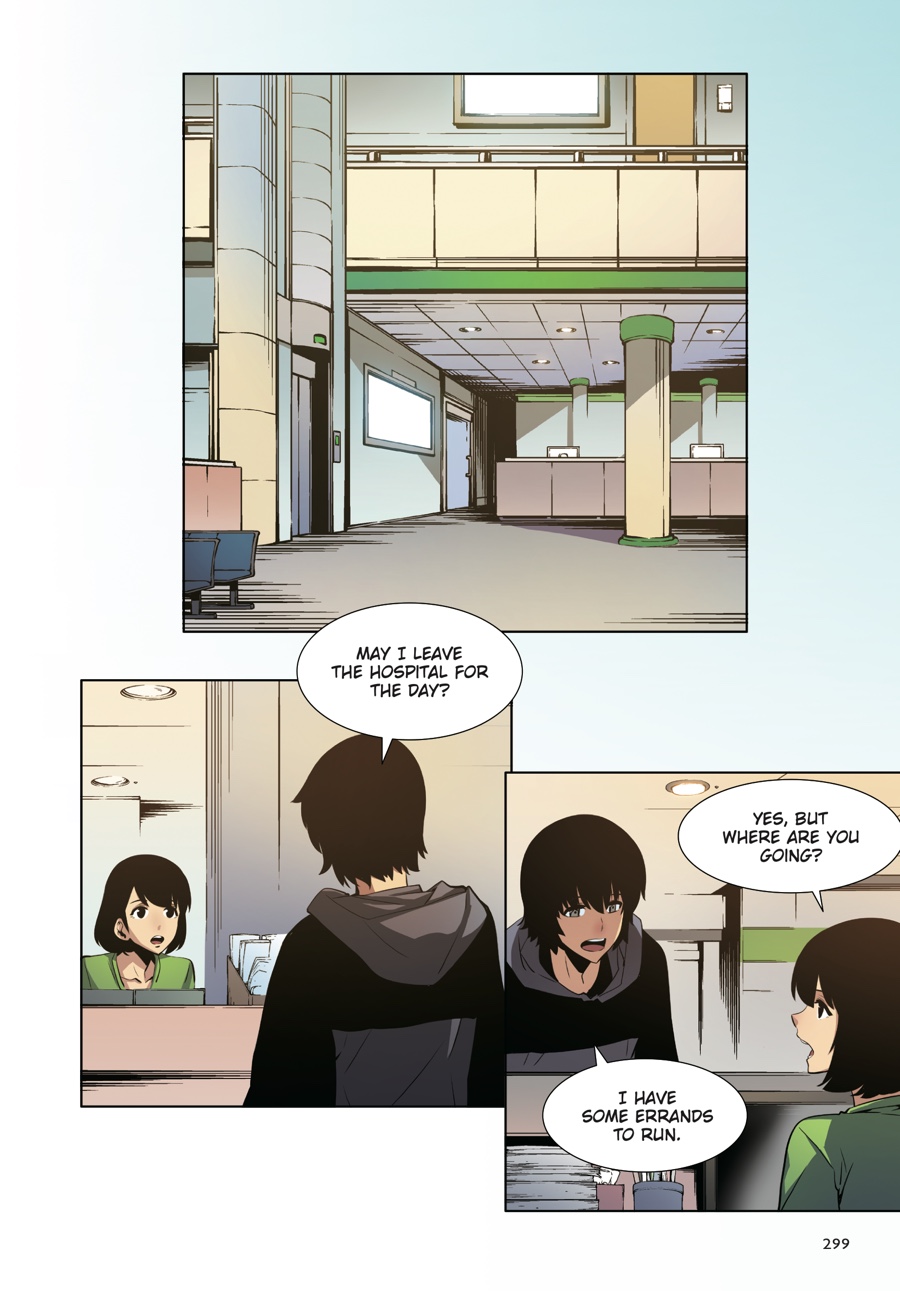 MAY I LEAVE
THE HOSPITAL FOR
THE DAY?
YES, BUT
WHERE ARE YOU
GOING?
I HAVE
SOME ERRANDS
TO RUN.
299